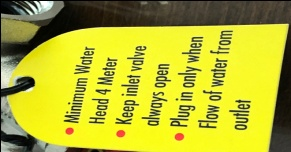 • Minimum Water
Head 4 Meter
• Keep inlet valve
always open
• Plug in only when
Flow of water from
outlet